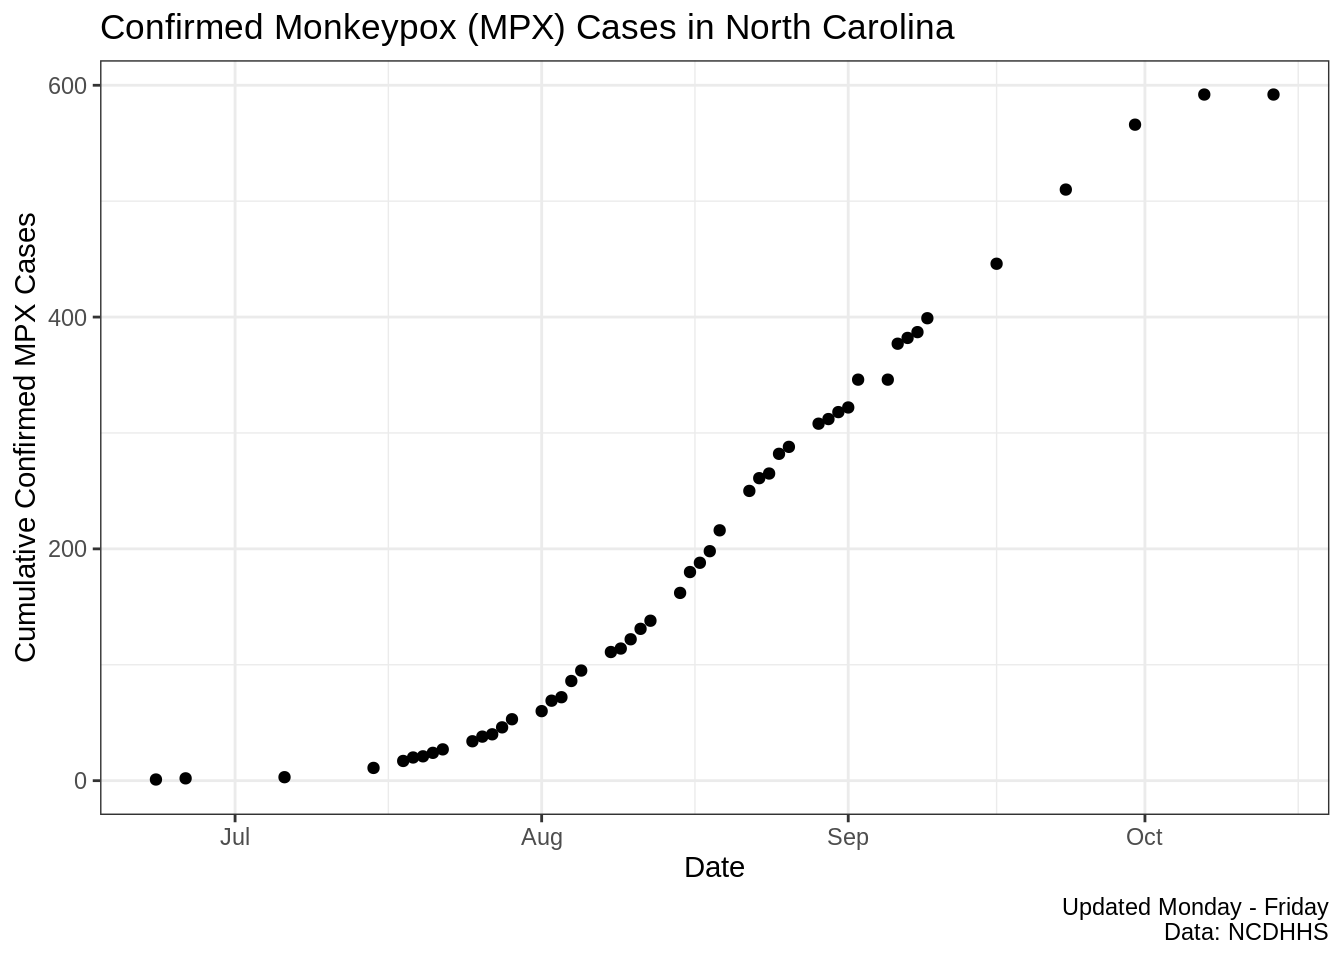 Confirmed Monkeypox (MPX) Cases in North Carolina
Cumulative Confirmed MPX Cases
600
400
200
0
Jul
Aug
Sep
Oct
Date
Updated Monday - Friday
Data: NCDHHS